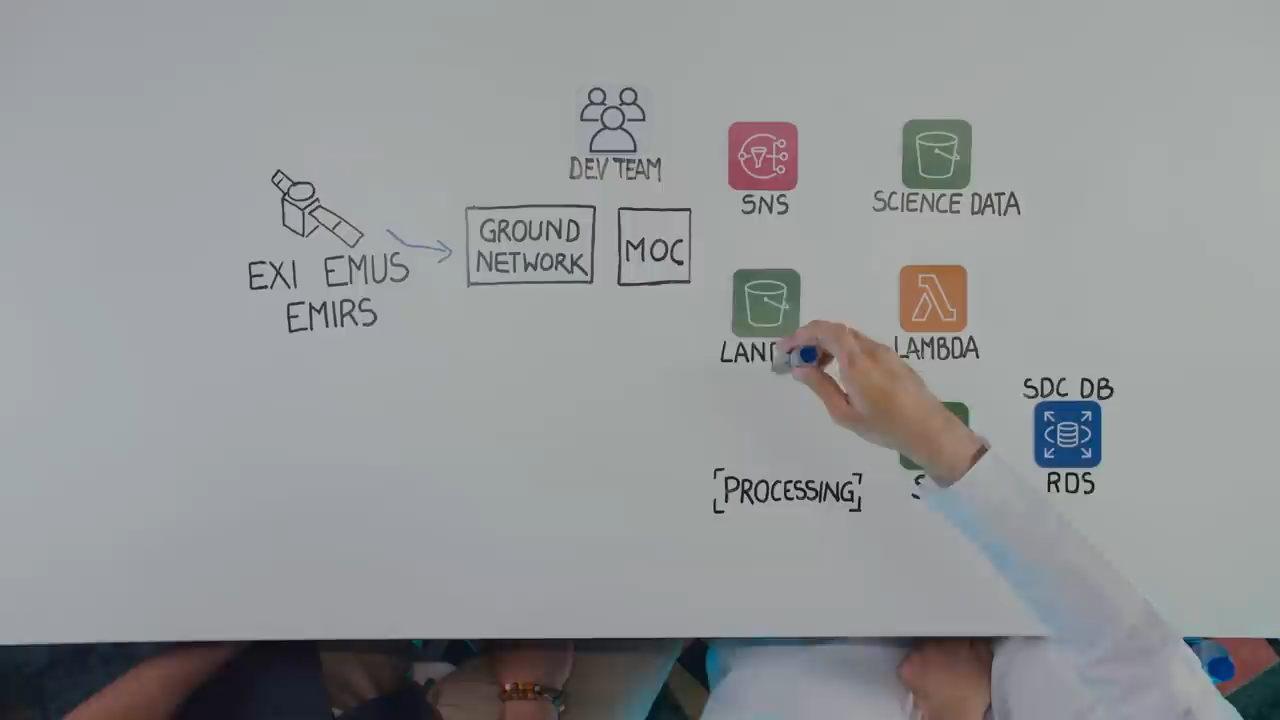 DEV TEAM
SNS
SCIENCE DATA
GROUND
NETWORK
MOC
EXI EMUS
EMIRS
LAMBDA
SDC DB
[PROCESSING]
RDS